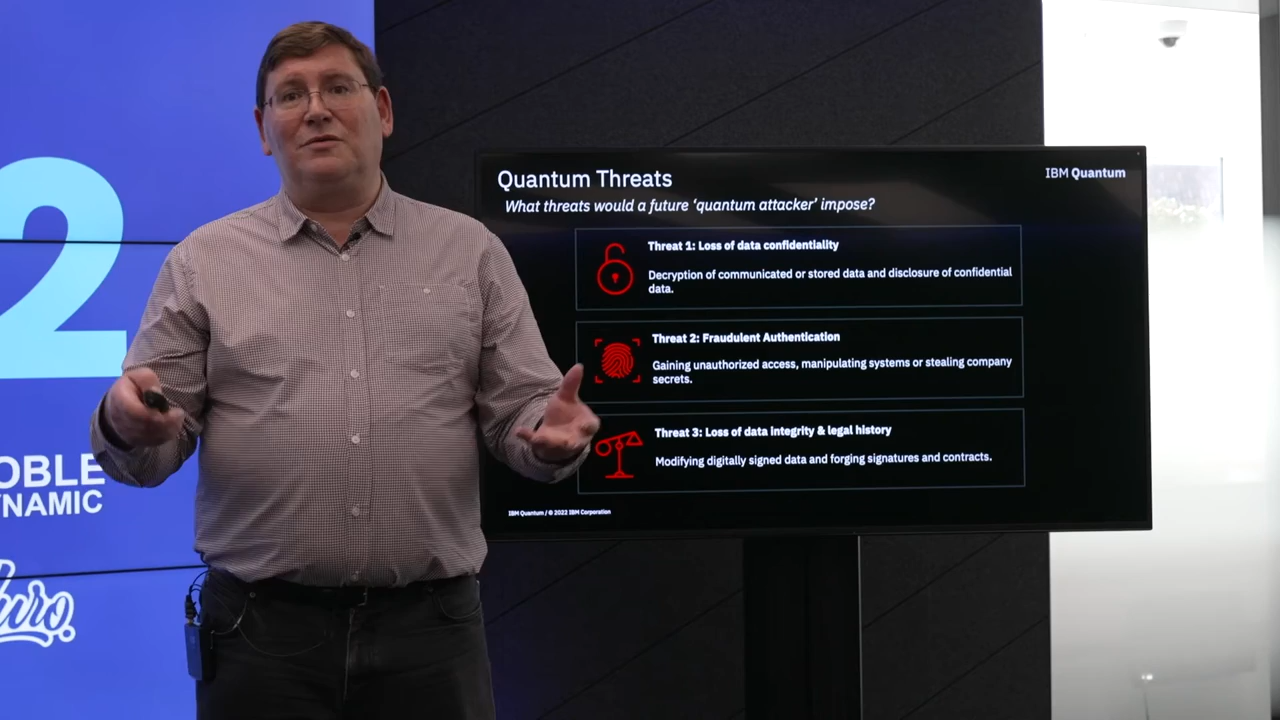 2
OBLE
YNAMIC
Quantum Threats
IBM Quantum
What threats would a future ‘quantum attacker’ impose?
Threat 1: Loss of data confidentiality
Decryption of communicated or stored data and disclosure of confidential
data.
Threat 2: Fraudulent Authentication
Gaining unauthorized access, manipulating systems or stealing company
secrets.
Threat 3: Loss of data integrity & legal history
Modifying digitally signed data and forging signatures and contracts.
IBM Quantum / © 2022 IBM Corporation